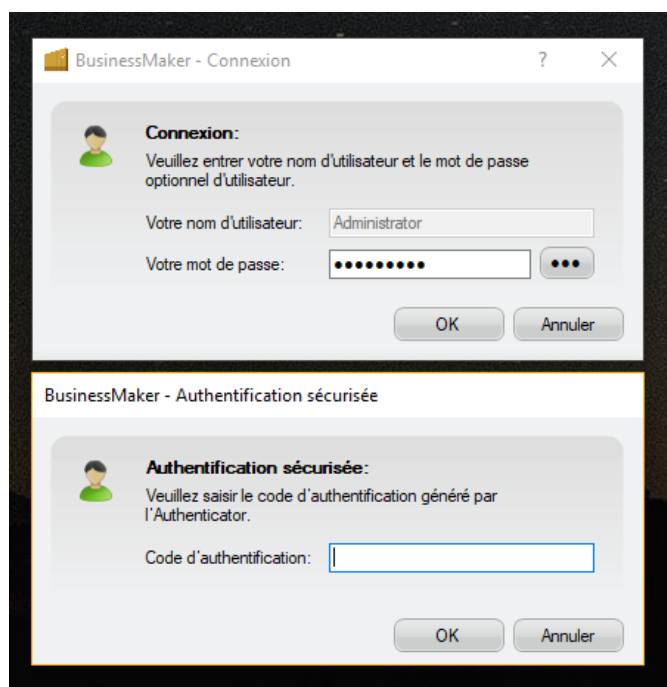 BusinessMaker - Connexion
Connexion:
Veuillez entrer votre nom d'utilisateur et le mot de passe
optionnel d'utilisateur.
Votre nom d'utilisateur: Administrator
Votre mot de passe: ●●●●●●●●● •••
OK Annuler
BusinessMaker - Authentification sécurisée
Authentification sécurisée:
Veuillez saisir le code d'authentification généré par
l'Authenticator.
Code d'authentification:
OK Annuler